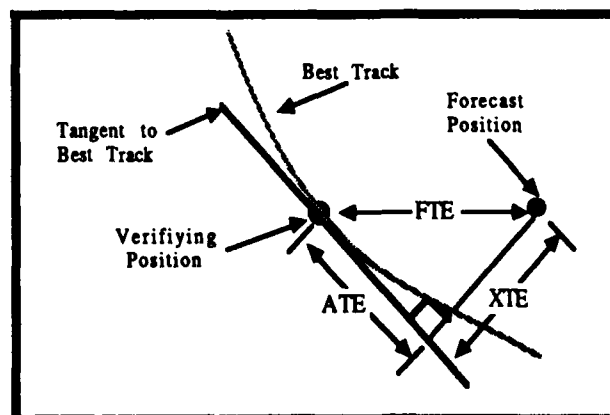 Best Track
Forecast
Position
Tangent to
Best Track
FTE
Verifiying
Position
ATE
XTE